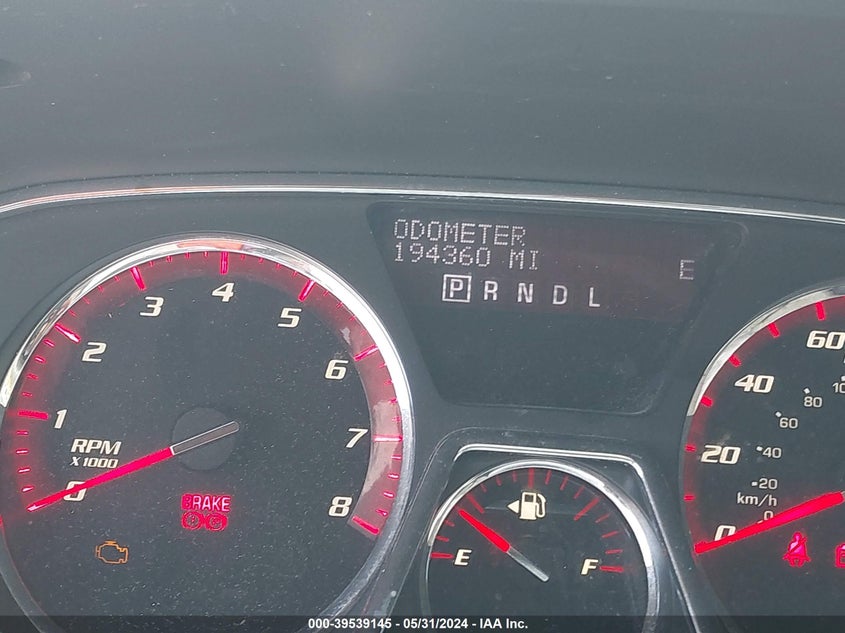 ODOMETER
194360 MI
E
P R N D L
0 1 2 3 4 5 6 7 8
RPM
X1000
BRAKE
E F
0 20 40 60
0 20 40 60 80
km/h
000-39539145 - 05/31/2024 - IAA Inc.